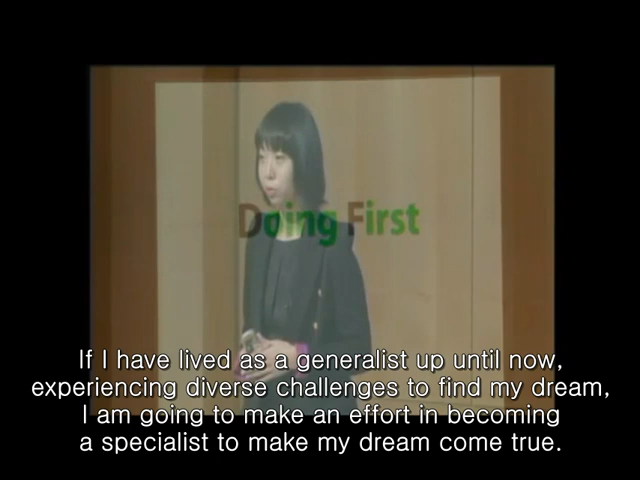 Doing First
If I have lived as a generalist up until now,
experiencing diverse challenges to find my dream,
I am going to make an effort in becoming
a specialist to make my dream come true.